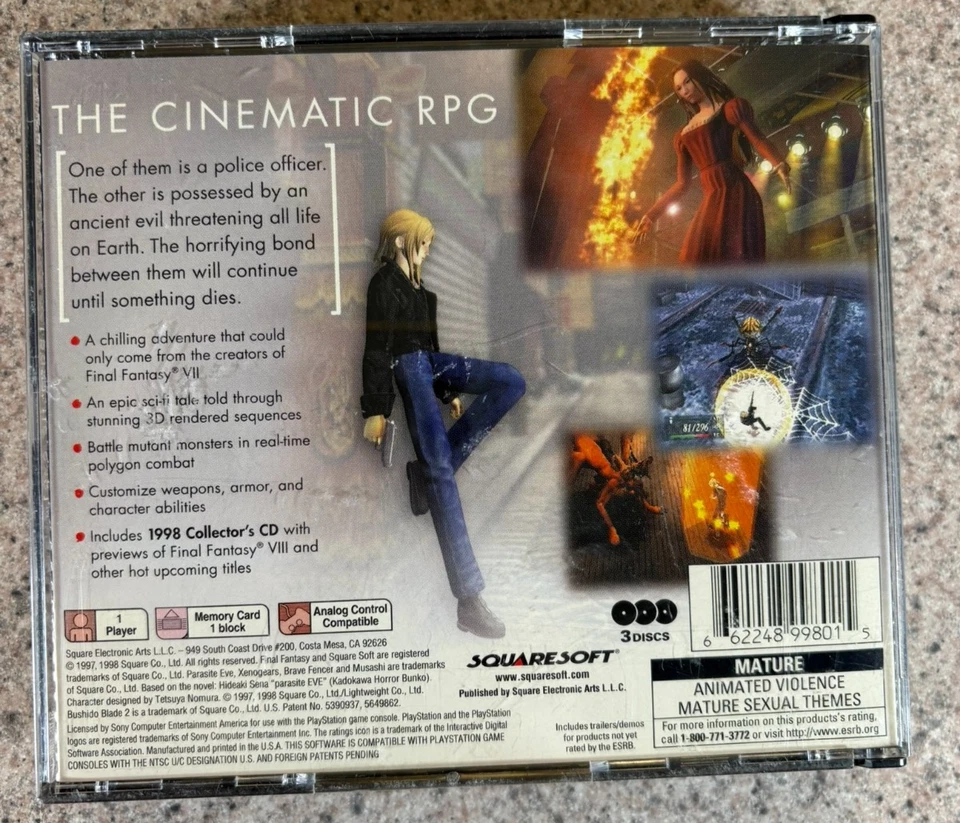 THE CINEMATIC RPG
One of them is a police officer.
The other is possessed by an
ancient evil threatening all life
on Earth. The horrifying bond
between them will continue
until something dies.
A chilling adventure that could
only come from the creators of
Final Fantasy® VII
An epic sci-fi tale told through
stunning 3D rendered sequences
Battle mutant monsters in real-time
polygon combat
Customize weapons, armor, and
character abilities
Includes 1998 Collector's CD with
previews of Final Fantasy® VIII and
other hot upcoming titles
81/296
1
Player
Memory Card
1 block
Analog Control
Compatible
3 DISCS
6 62248 99801 5
Square Electronic Arts L.L.C. – 949 South Coast Drive #200, Costa Mesa, CA 92626
© 1997, 1998 Square Co., Ltd. All rights reserved. Final Fantasy and Square Soft are registered
trademarks of Square Co., Ltd. Parasite Eve, Xenogears, Brave Fencer and Musashi are trademarks
of Square Co., Ltd. Based on the novel: Hideaki Sena "parasite EVE" (Kadokawa Horror Bunko).
Character designed by Tetsuya Nomura. © 1997, 1998 Square Co., Ltd./Lightweight Co., Ltd.
Bushido Blade 2 is a trademark of Square Co., Ltd. U.S. Patent No. 5390937, 5649862.
Licensed by Sony Computer Entertainment America for use with the PlayStation game console. PlayStation and the PlayStation
logos are registered trademarks of Sony Computer Entertainment Inc. The ratings icon is a trademark of the Interactive Digital
Software Association. Manufactured and printed in the U.S.A. THIS SOFTWARE IS COMPATIBLE WITH PLAYSTATION GAME
CONSOLES WITH THE NTSC U/C DESIGNATION U.S. AND FOREIGN PATENTS PENDING
SQUARESOFT®
www.squaresoft.com
Published by Square Electronic Arts L.L.C.
Includes trailers/demos
for products not yet
rated by the ESRB.
MATURE
ANIMATED VIOLENCE
MATURE SEXUAL THEMES
For more information on this products's rating,
call 1-800-771-3772 or visit http://www.esrb.org